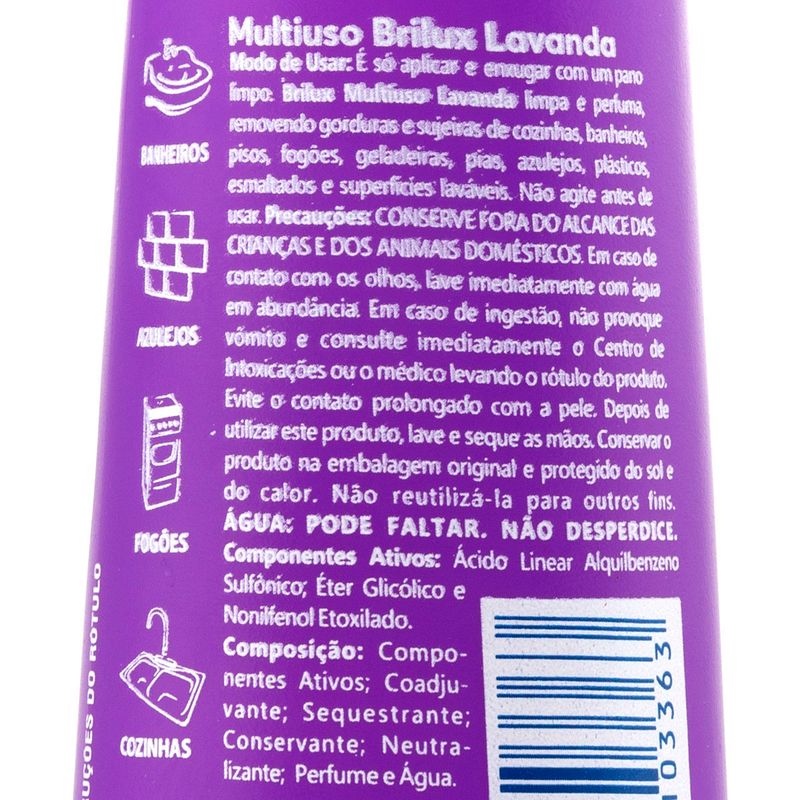 Multiuso Brilux Lavanda
Modo de Usar: É só aplicar e enxugar com um pano
limpo. Brilux Multiuso Lavanda limpa e perfuma,
removendo gorduras e sujeiras de cozinhas, banheiros,
pisos, fogões, geladeiras, pias, azulejos, plásticos,
esmaltados e superfícies laváveis. Não agite antes de
usar. Precauções: CONSERVE FORA DO ALCANCE DAS
CRIANÇAS E DOS ANIMAIS DOMÉSTICOS. Em caso de
contato com os olhos, lave imediatamente com água
em abundância. Em caso de ingestão, não provoque
vômito e consulte imediatamente o Centro de
Intoxicações ou o médico levando o rótulo do produto.
Evite o contato prolongado com a pele. Depois de
utilizar este produto, lave e seque as mãos. Conservar o
produto na embalagem original e protegido do sol e
do calor. Não reutilizá-la para outros fins.
ÁGUA: PODE FALTAR. NÃO DESPERDICE.
Componentes Ativos: Ácido Linear Alquilbenzeno
Sulfônico; Éter Glicólico e
Nonilfenol Etoxilado.
Composição: Compo-
nentes Ativos; Coadju-
vante; Sequestrante;
Conservante; Neutra-
lizante; Perfume e Água.
BANHEIROS
AZULEJOS
FOGÕES
COZINHAS
DO RÓTULO
03363